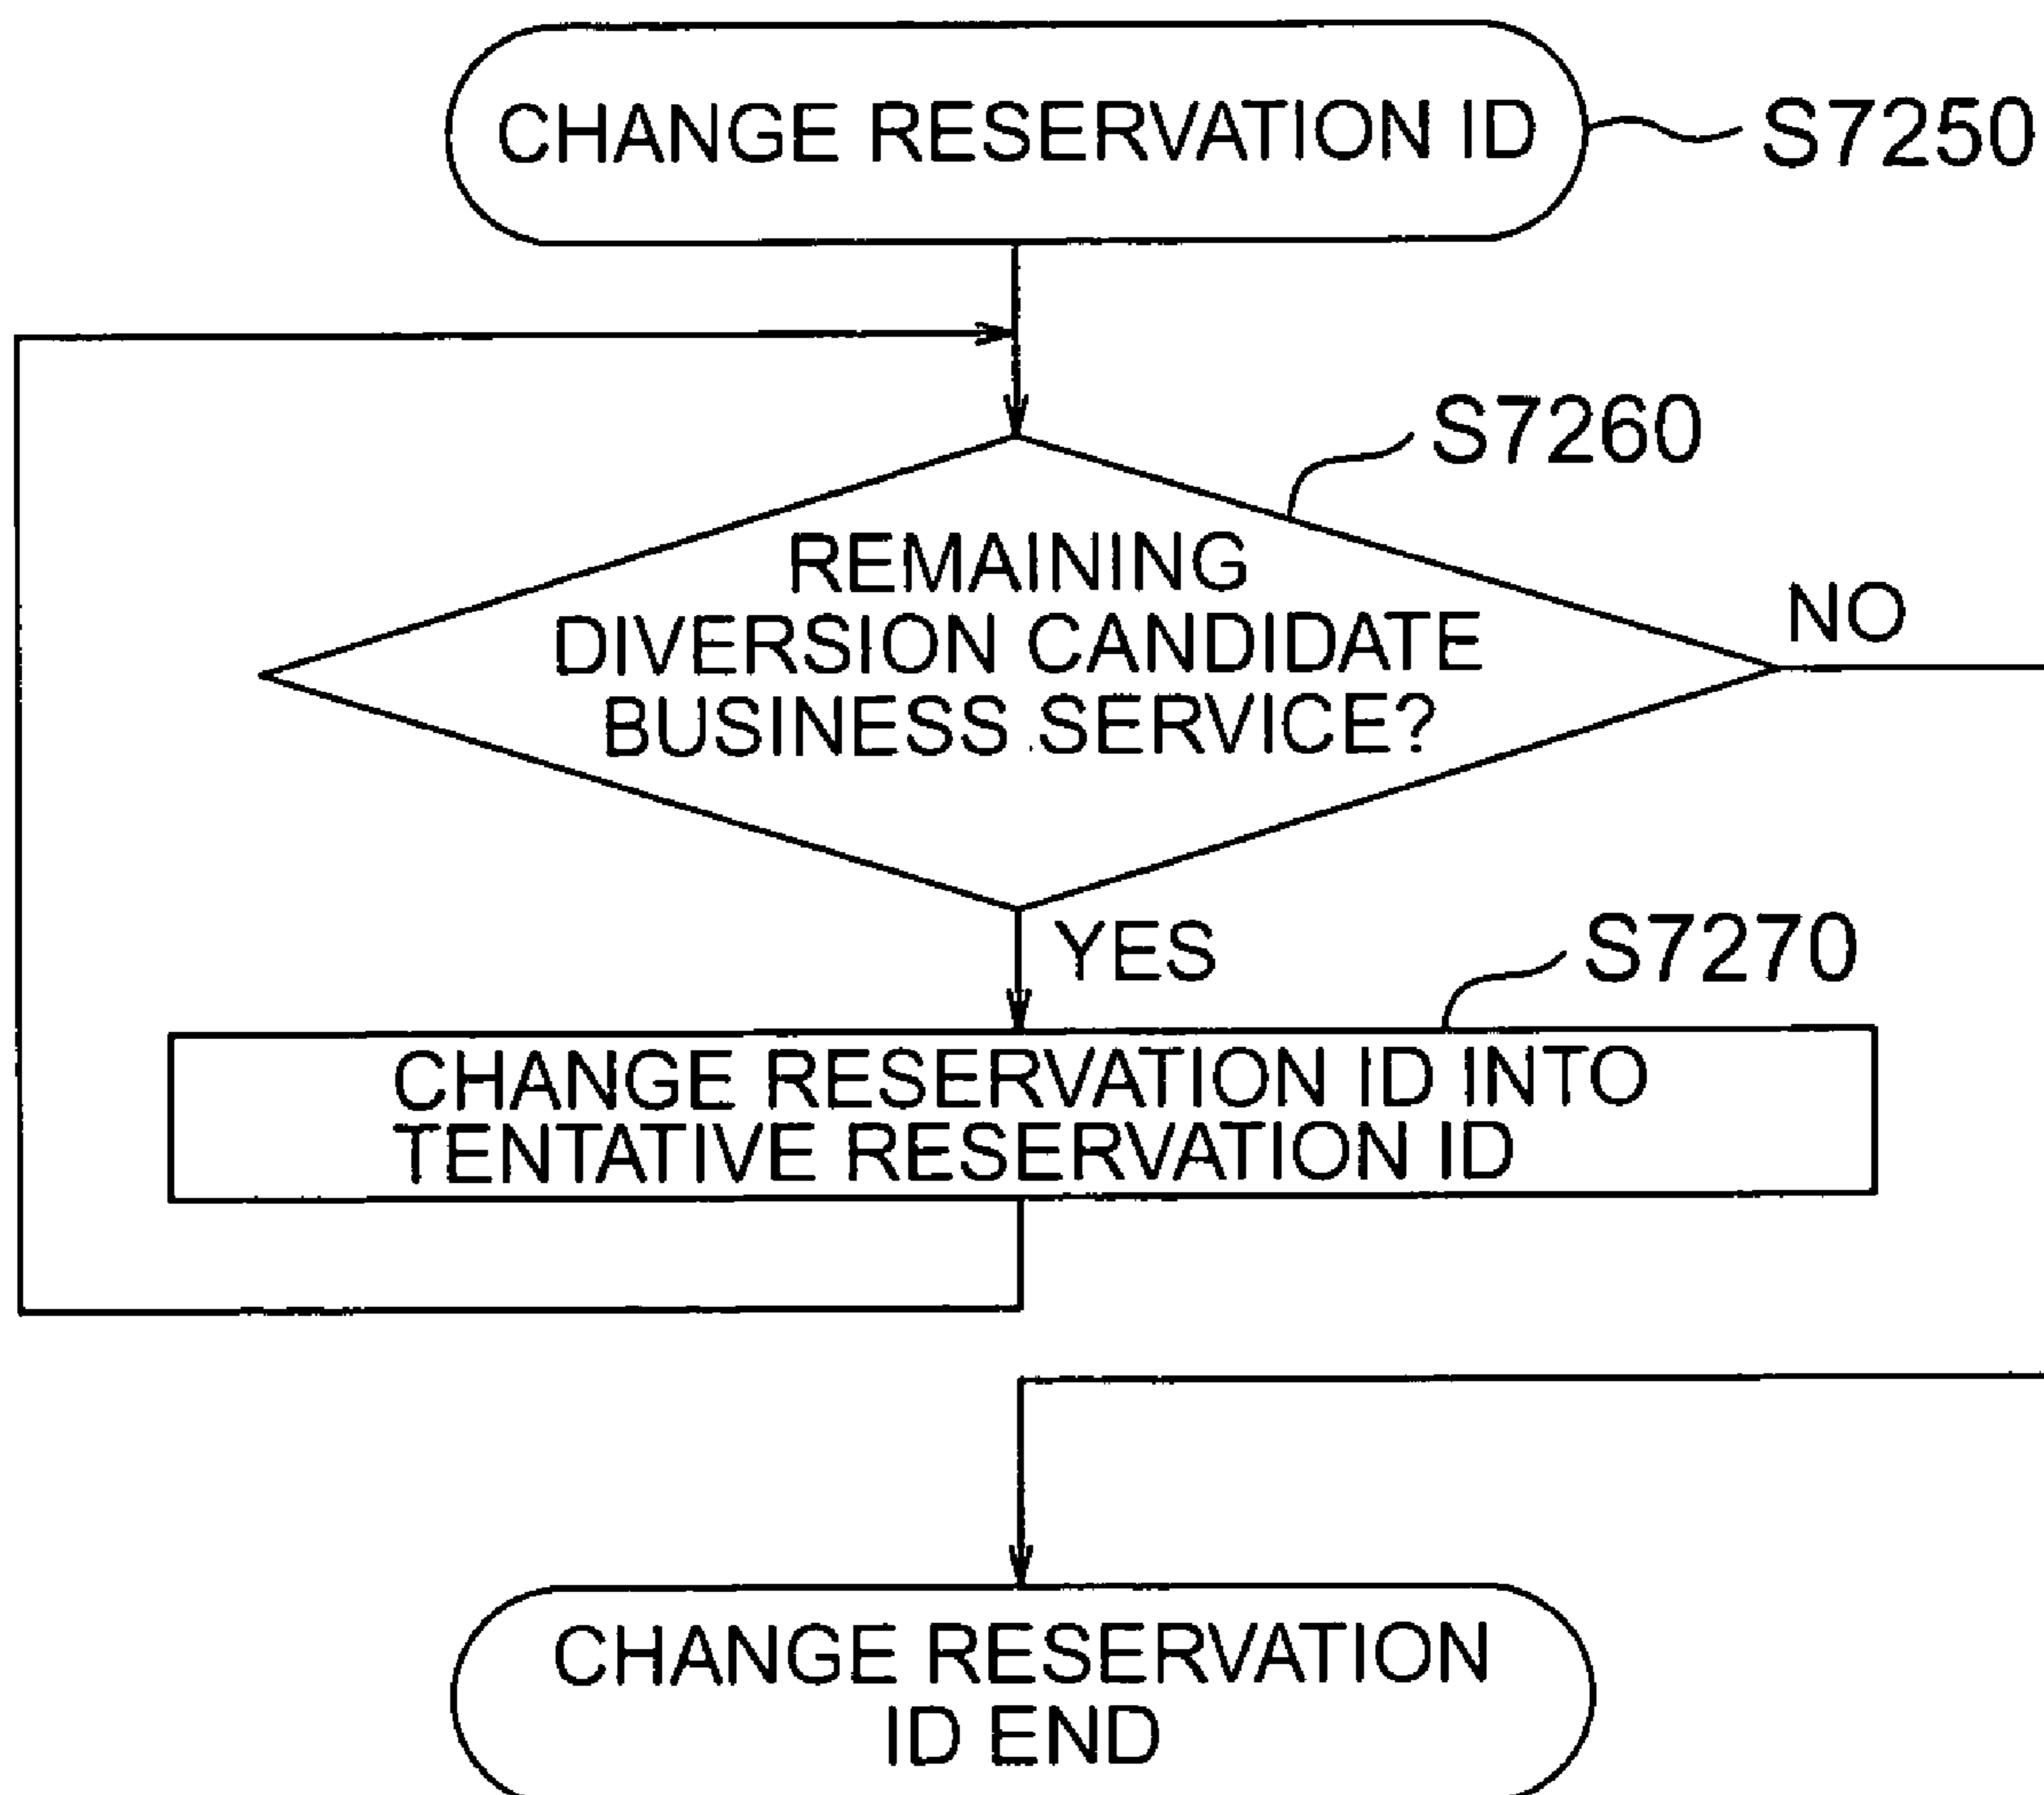 CHANGE RESERVATION ID
S7250
S7260
REMAINING
DIVERSION CANDIDATE
BUSINESS SERVICE?
NO
YES
S7270
CHANGE RESERVATION ID INTO
TENTATIVE RESERVATION ID
CHANGE RESERVATION
ID END